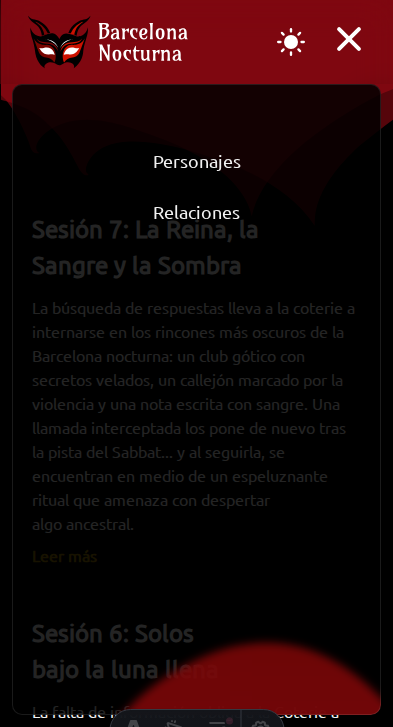 Barcelona
Nocturna
Personajes
Relaciones
Sesión 7: La Reina, la
Sangre y la Sombra
La búsqueda de respuestas lleva a la coterie a
internarse en los rincones más oscuros de la
Barcelona nocturna: un club gótico con
secretos velados, un callejón marcado por la
violencia y una nota escrita con sangre. Una
llamada interceptada los pone de nuevo tras
la pista del Sabbat... y al seguirla, se
encuentran en medio de un espeluznante
ritual que amenaza con despertar
algo ancestral.
Leer más
Sesión 6: Solos
bajo la luna llena
La falta de coterie a